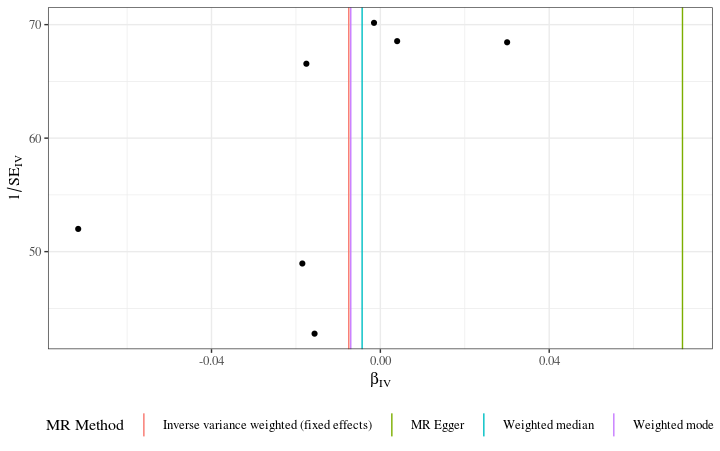 70
60
50
1/SE_IV
-0.04 0.00 0.04
β_IV
MR Method Inverse variance weighted (fixed effects) MR Egger Weighted median Weighted mode